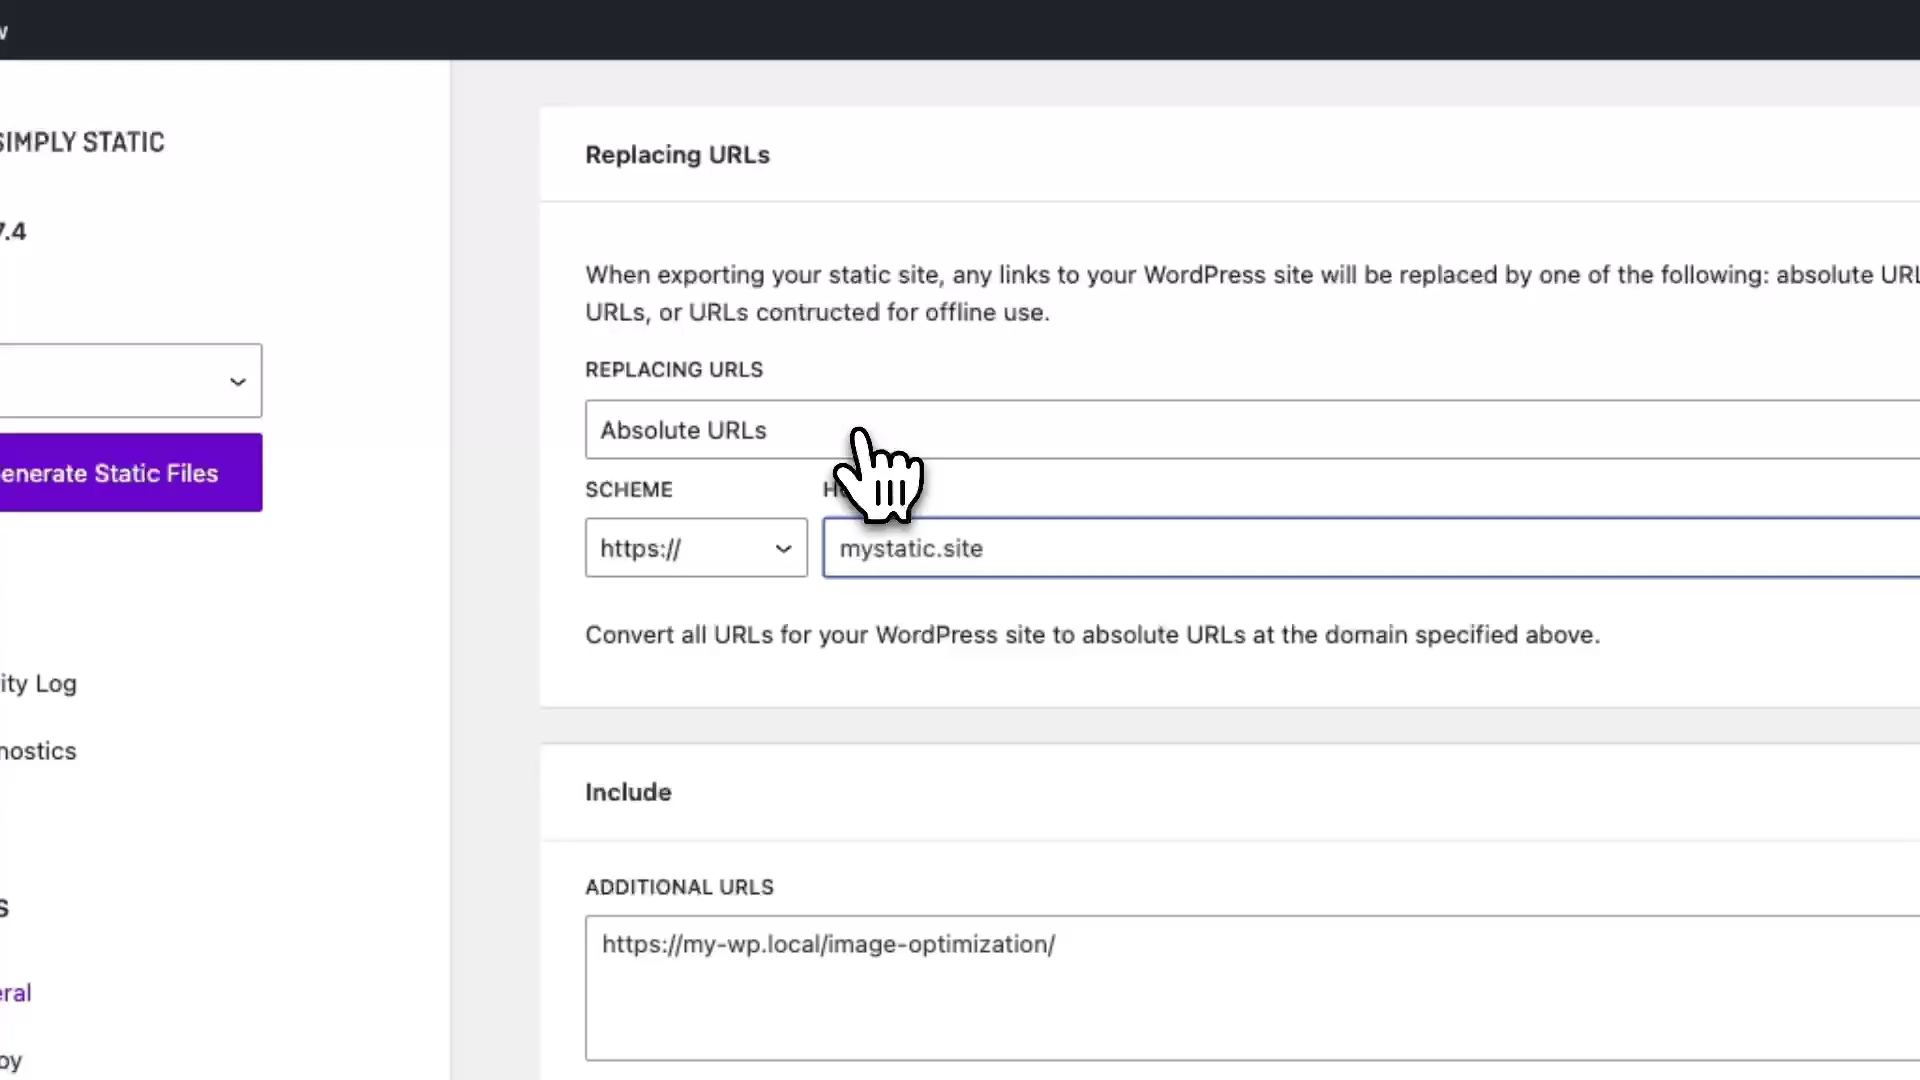 SIMPLY STATIC
7.4
Generate Static Files
ity Log
nostics
S
eral
oy
Replacing URLs
When exporting your static site, any links to your WordPress site will be replaced by one of the following: absolute URL
URLs, or URLs contructed for offline use.
REPLACING URLS
Absolute URLs
SCHEME
https://
mystatic.site
Convert all URLs for your WordPress site to absolute URLs at the domain specified above.
Include
ADDITIONAL URLS
https://my-wp.local/image-optimization/